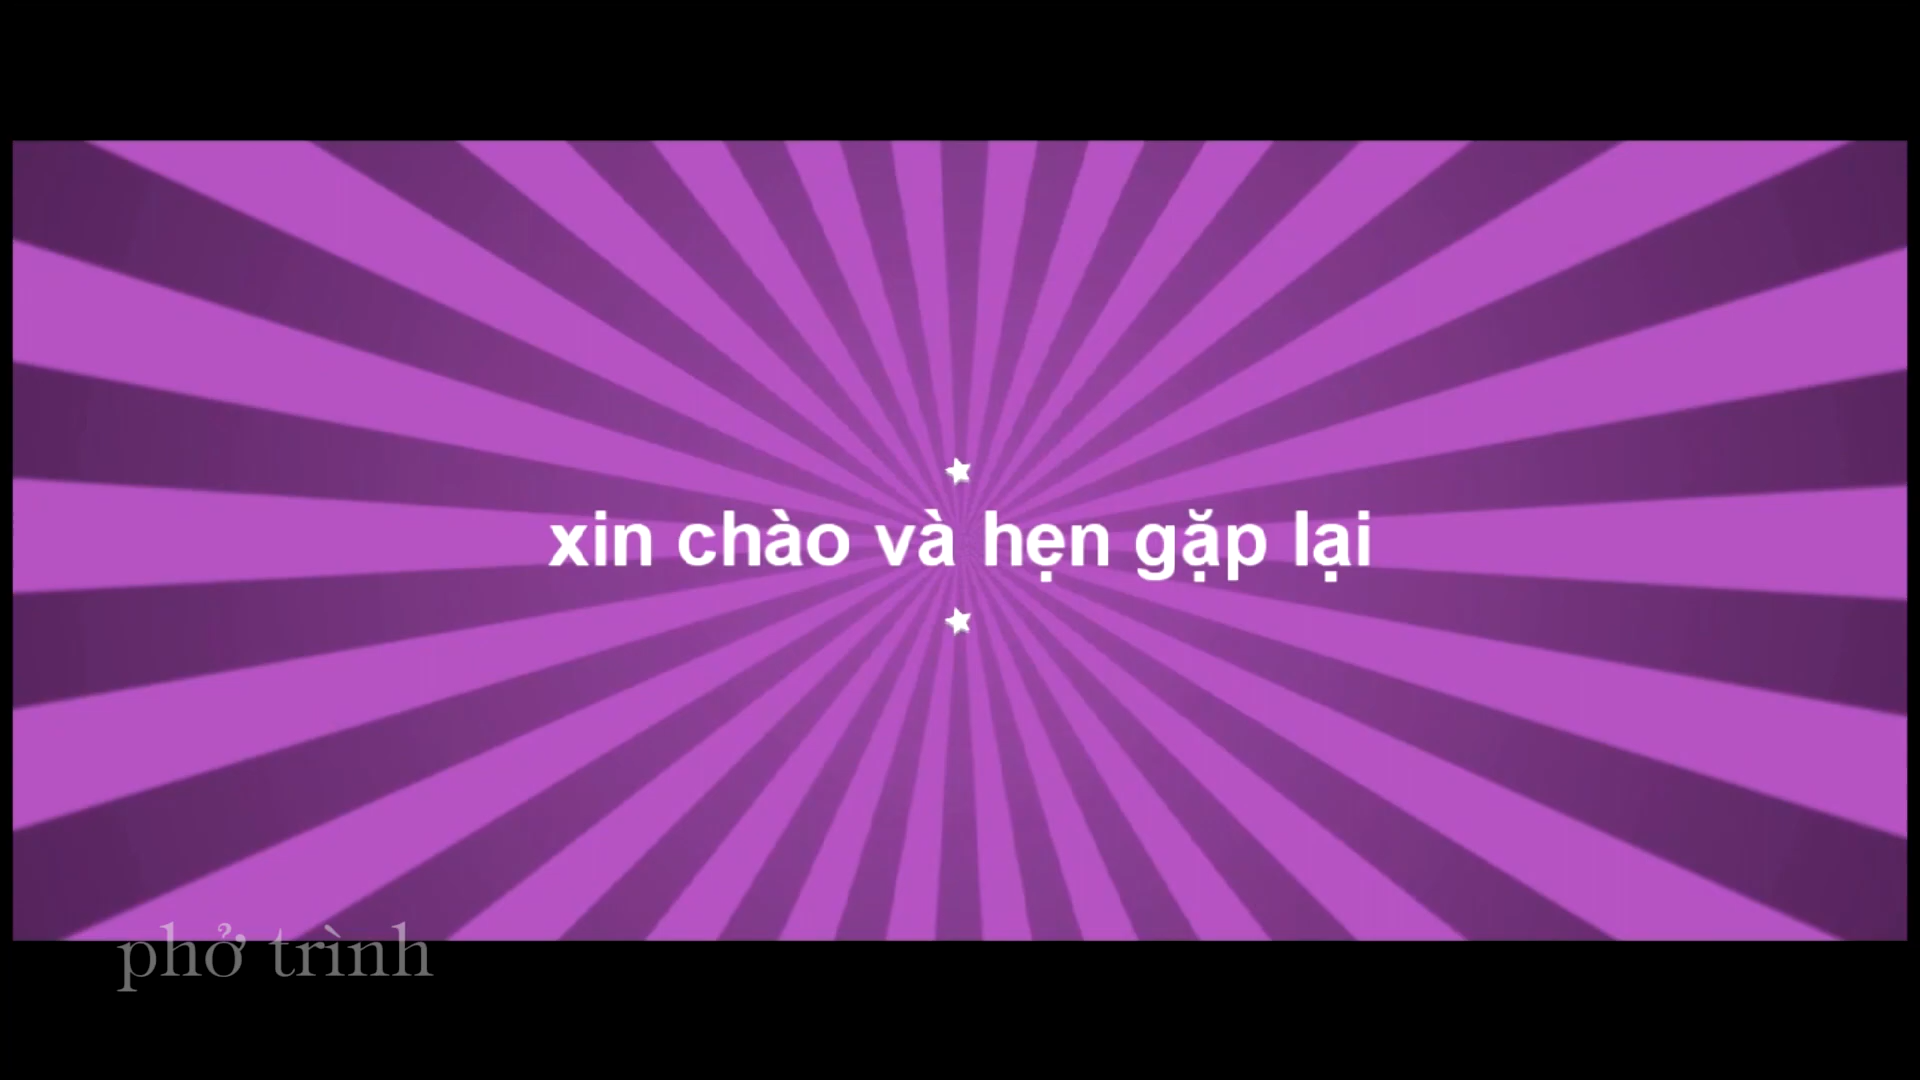 xin chào và hẹn gặp lại
phở trình